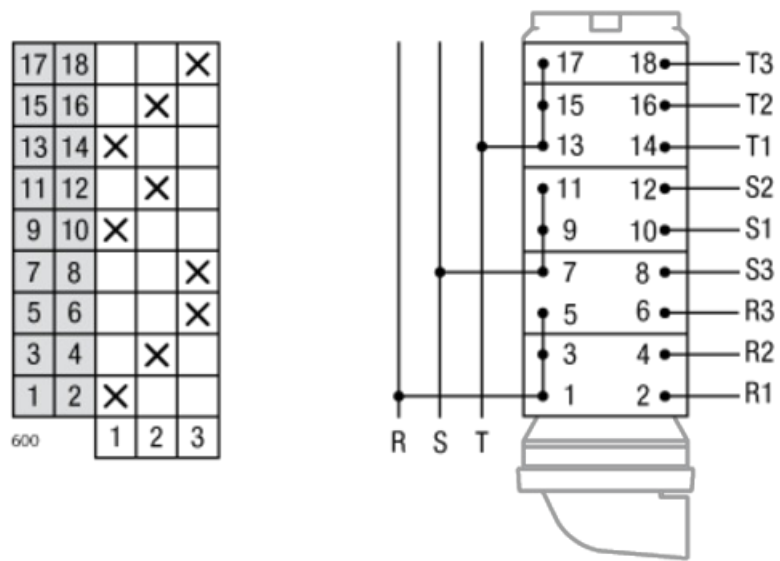 17 18
15 16
13 14
11 12
9 10
7 8
5 6
3 4
1 2
600
1 2 3
17 18 T3
15 16 T2
13 14 T1
11 12 S2
9 10 S1
7 8 S3
5 6 R3
3 4 R2
1 2 R1
R S T